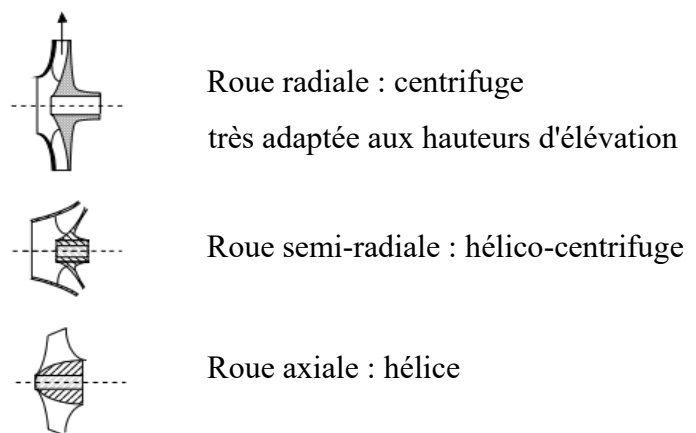 Roue radiale : centrifuge
très adaptée aux hauteurs d'élévation
Roue semi-radiale : hélico-centrifuge
Roue axiale : hélice